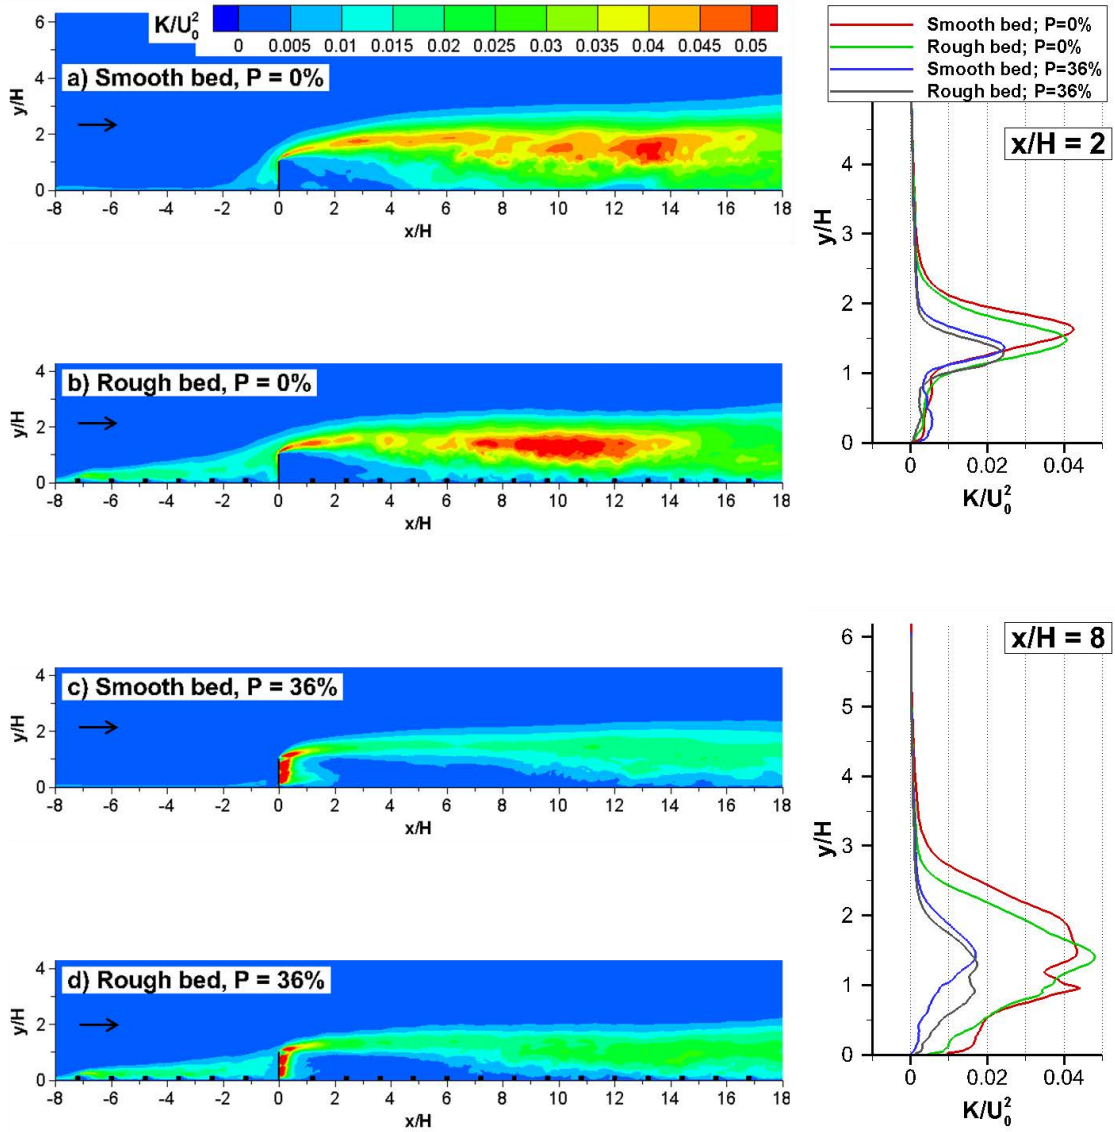 K/U₀²
0 0.005 0.01 0.015 0.02 0.025 0.03 0.035 0.04 0.045 0.05
a) Smooth bed, P = 0%
y/H
6
4
2
0
-8 -6 -4 -2 0 2 4 6 8 10 12 14 16 18
x/H
b) Rough bed, P = 0%
y/H
4
2
0
-8 -6 -4 -2 0 2 4 6 8 10 12 14 16 18
x/H
c) Smooth bed, P = 36%
y/H
4
2
0
-8 -6 -4 -2 0 2 4 6 8 10 12 14 16 18
x/H
d) Rough bed, P = 36%
y/H
4
2
0
-8 -6 -4 -2 0 2 4 6 8 10 12 14 16 18
x/H
Smooth bed; P=0%
Rough bed; P=0%
Smooth bed; P=36%
Rough bed; P=36%
x/H = 2
y/H
4
3
2
1
0
0 0.02 0.04
K/U₀²
x/H = 8
y/H
6
5
4
3
2
1
0
0 0.02 0.04
K/U₀²